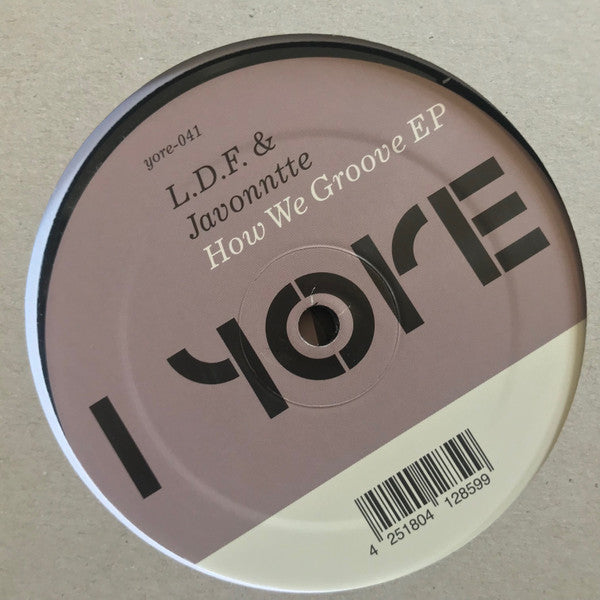 yore-041
L.D.F. &
Javonntte
How We Groove EP
I YORE
4 251804 128599